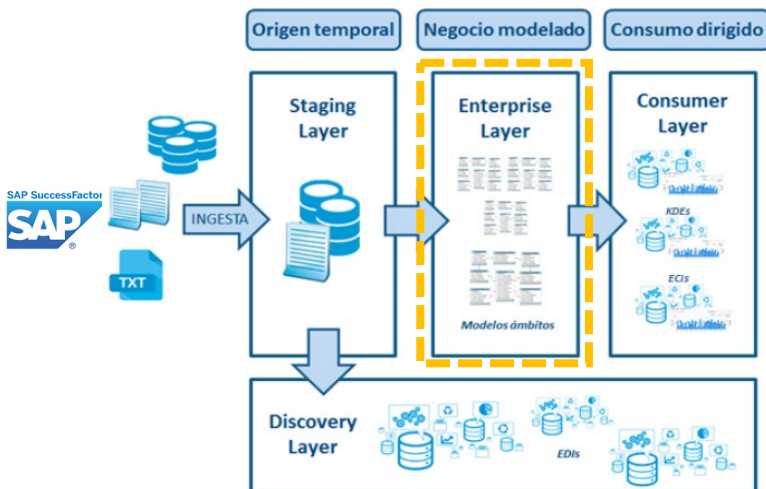 Origen temporal
Negocio modelado
Consumo dirigido
Staging
Layer
Enterprise
Layer
Consumer
Layer
SAP SuccessFactor
SAP
®
TXT
INGESTA
Modelos ámbitos
KDEs
ECIs
Discovery
Layer
EDIs